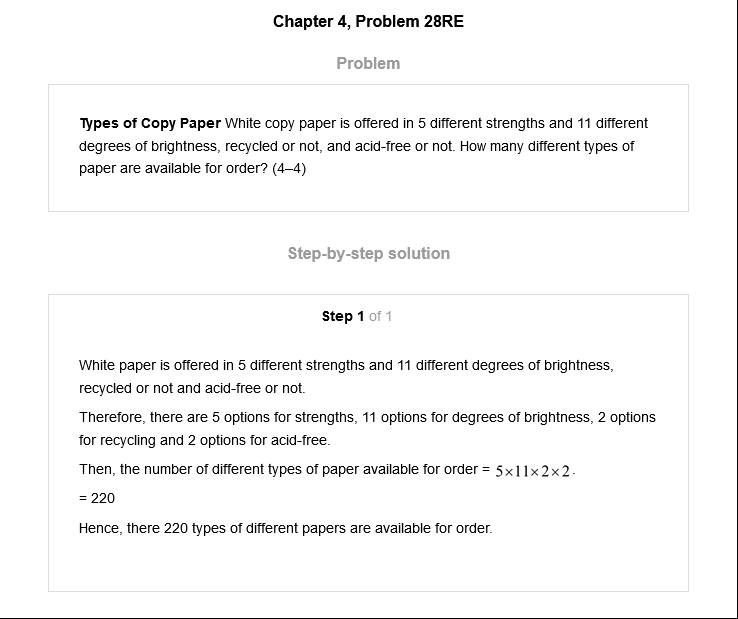 Chapter 4, Problem 28RE
Problem
Types of Copy Paper White copy paper is offered in 5 different strengths and 11 different
degrees of brightness, recycled or not, and acid-free or not. How many different types of
paper are available for order? (4–4)
Step-by-step solution
Step 1 of 1
White paper is offered in 5 different strengths and 11 different degrees of brightness,
recycled or not and acid-free or not.
Therefore, there are 5 options for strengths, 11 options for degrees of brightness, 2 options
for recycling and 2 options for acid-free.
Then, the number of different types of paper available for order = 5×11×2×2.
= 220
Hence, there 220 types of different papers are available for order.